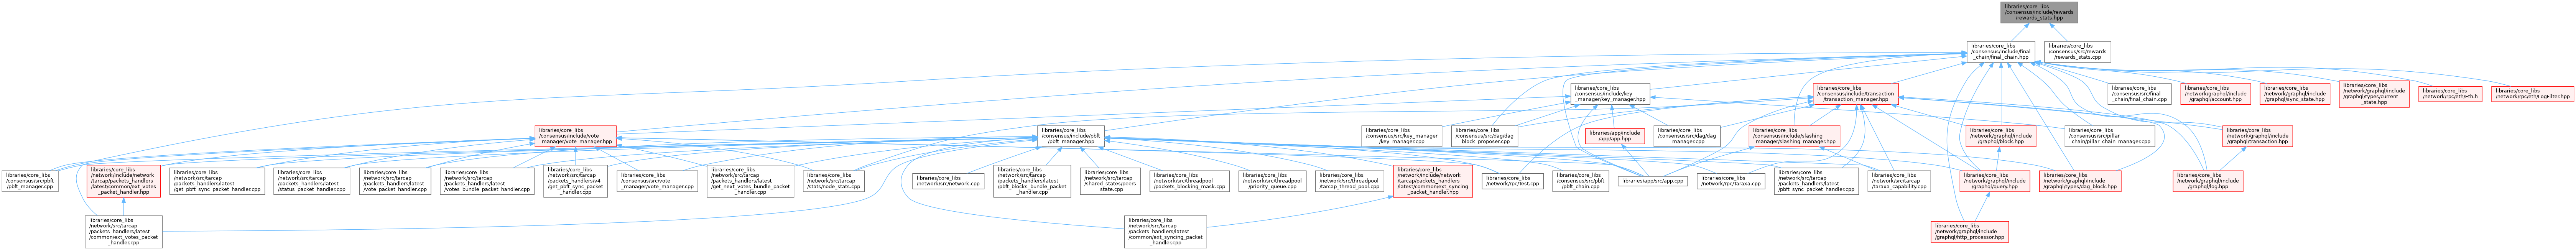 libraries/core_libs
/consensus/include/rewards
/rewards_stats.hpp
libraries/core_libs
/consensus/include/final
_chain/final_chain.hpp
libraries/core_libs
/consensus/src/rewards
/rewards_stats.cpp
libraries/core_libs
/consensus/include/key
_manager/key_manager.hpp
libraries/core_libs
/consensus/include/transaction
/transaction_manager.hpp
libraries/core_libs
/consensus/src/final
_chain/final_chain.cpp
libraries/core_libs
/network/graphql/include
/graphql/account.hpp
libraries/core_libs
/network/graphql/include
/graphql/sync_state.hpp
libraries/core_libs
/network/graphql/include
/graphql/types/current
_state.hpp
libraries/core_libs
/network/rpc/eth/Eth.h
libraries/core_libs
/network/rpc/eth/LogFilter.hpp
libraries/core_libs
/consensus/include/vote
_manager/vote_manager.hpp
libraries/core_libs
/consensus/include/pbft
/pbft_manager.hpp
libraries/core_libs
/consensus/src/key_manager
/key_manager.cpp
libraries/core_libs
/consensus/src/dag/dag
_block_proposer.cpp
libraries/app/include
/app/app.hpp
libraries/core_libs
/consensus/src/dag/dag
_manager.cpp
libraries/core_libs
/consensus/include/slashing
_manager/slashing_manager.hpp
libraries/core_libs
/network/graphql/include
/graphql/block.hpp
libraries/core_libs
/consensus/src/pillar
_chain/pillar_chain_manager.cpp
libraries/core_libs
/network/graphql/include
/graphql/transaction.hpp
libraries/core_libs
/consensus/src/pbft
/pbft_manager.cpp
libraries/core_libs
/network/include/network
/tarcap/packets_handlers
/latest/common/ext_votes
_packet_handler.hpp
libraries/core_libs
/network/src/tarcap
/packets_handlers/latest
/get_pbft_sync_packet_handler.cpp
libraries/core_libs
/network/src/tarcap
/packets_handlers/latest
/status_packet_handler.cpp
libraries/core_libs
/network/src/tarcap
/packets_handlers/latest
/vote_packet_handler.cpp
libraries/core_libs
/network/src/tarcap
/packets_handlers/latest
/votes_bundle_packet_handler.cpp
libraries/core_libs
/network/src/tarcap
/packets_handlers/v4
/get_pbft_sync_packet
_handler.cpp
libraries/core_libs
/consensus/src/vote
_manager/vote_manager.cpp
libraries/core_libs
/network/src/tarcap
/packets_handlers/latest
/get_next_votes_bundle_packet
_handler.cpp
libraries/core_libs
/network/src/tarcap
/stats/node_stats.cpp
libraries/core_libs
/network/src/network.cpp
libraries/core_libs
/network/src/tarcap
/packets_handlers/latest
/pbft_blocks_bundle_packet
_handler.cpp
libraries/core_libs
/network/src/tarcap
/shared_states/peers
_state.cpp
libraries/core_libs
/network/src/threadpool
/packets_blocking_mask.cpp
libraries/core_libs
/network/src/threadpool
/priority_queue.cpp
libraries/core_libs
/network/src/threadpool
/tarcap_thread_pool.cpp
libraries/core_libs
/network/include/network
/tarcap/packets_handlers
/latest/common/ext_syncing
_packet_handler.hpp
libraries/core_libs
/network/rpc/Test.cpp
libraries/core_libs
/consensus/src/pbft
/pbft_chain.cpp
libraries/app/src/app.cpp
libraries/core_libs
/network/rpc/Taraxa.cpp
libraries/core_libs
/network/src/tarcap
/packets_handlers/latest
/pbft_sync_packet_handler.cpp
libraries/core_libs
/network/src/tarcap
/taraxa_capability.cpp
libraries/core_libs
/network/graphql/include
/graphql/query.hpp
libraries/core_libs
/network/graphql/include
/graphql/types/dag_block.hpp
libraries/core_libs
/network/graphql/include
/graphql/log.hpp
libraries/core_libs
/network/src/tarcap
/packets_handlers/latest
/common/ext_votes_packet
_handler.cpp
libraries/core_libs
/network/src/tarcap
/packets_handlers/latest
/common/ext_syncing_packet
_handler.cpp
libraries/core_libs
/network/graphql/include
/graphql/http_processor.hpp